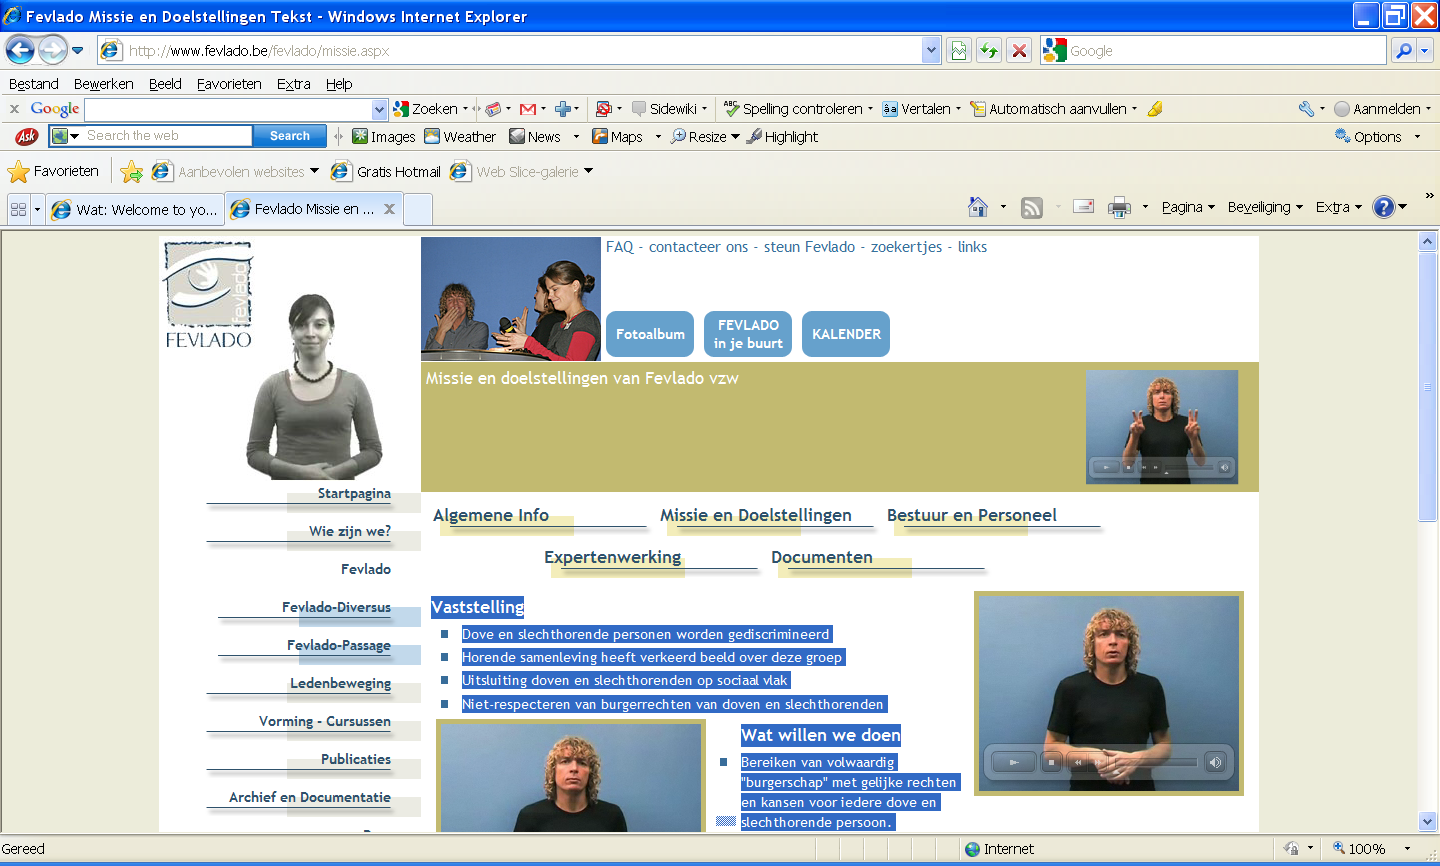 Fevlado Missie en Doelstellingen Tekst - Windows Internet Explorer
http://www.fevlado.be/fevlado/missie.aspx
Google
Bestand Bewerken Beeld Favorieten Extra Help
x Google Zoeken Sidewiki ABC Spelling controleren âa Vertalen Automatisch aanvullen Aanmelden
Ask Search the web Search Images Weather News Maps Resize Highlight Options
Favorieten Aanbevolen websites Gratis Hotmail Web Slice-galerie
Wat: Welcome to yo... Fevlado Missie en ... Pagina Beveiliging Extra
fevlado
FEVLADO
FAQ - contacteer ons - steun Fevlado - zoekertjes - links
Fotoalbum
FEVLADO
in je buurt
KALENDER
Missie en doelstellingen van Fevlado vzw
Startpagina
Wie zijn we?
Fevlado
Fevlado-Diversus
Fevlado-Passage
Ledenbeweging
Vorming - Cursussen
Publicaties
Archief en Documentatie
Algemene Info Missie en Doelstellingen Bestuur en Personeel
Expertenwerking Documenten
Vaststelling
Dove en slechthorende personen worden gediscrimineerd
Horende samenleving heeft verkeerd beeld over deze groep
Uitsluiting doven en slechthorenden op sociaal vlak
Niet-respecteren van burgerrechten van doven en slechthorenden
Wat willen we doen
Bereiken van volwaardig
"burgerschap" met gelijke rechten
en kansen voor iedere dove en
slechthorende persoon.
Gereed Internet 100%